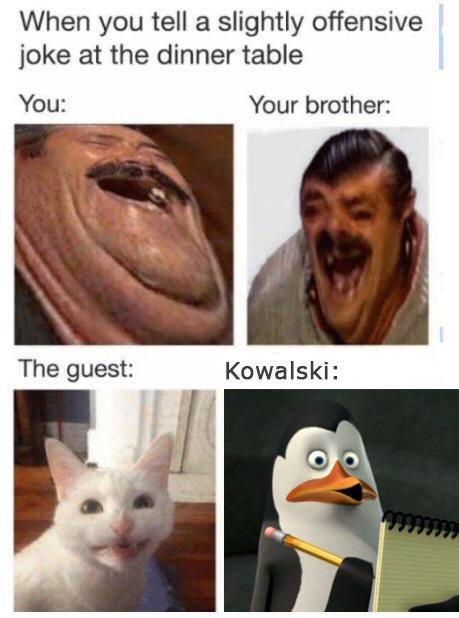 When you tell a slightly offensive
joke at the dinner table
You:
Your brother:
The guest:
Kowalski: